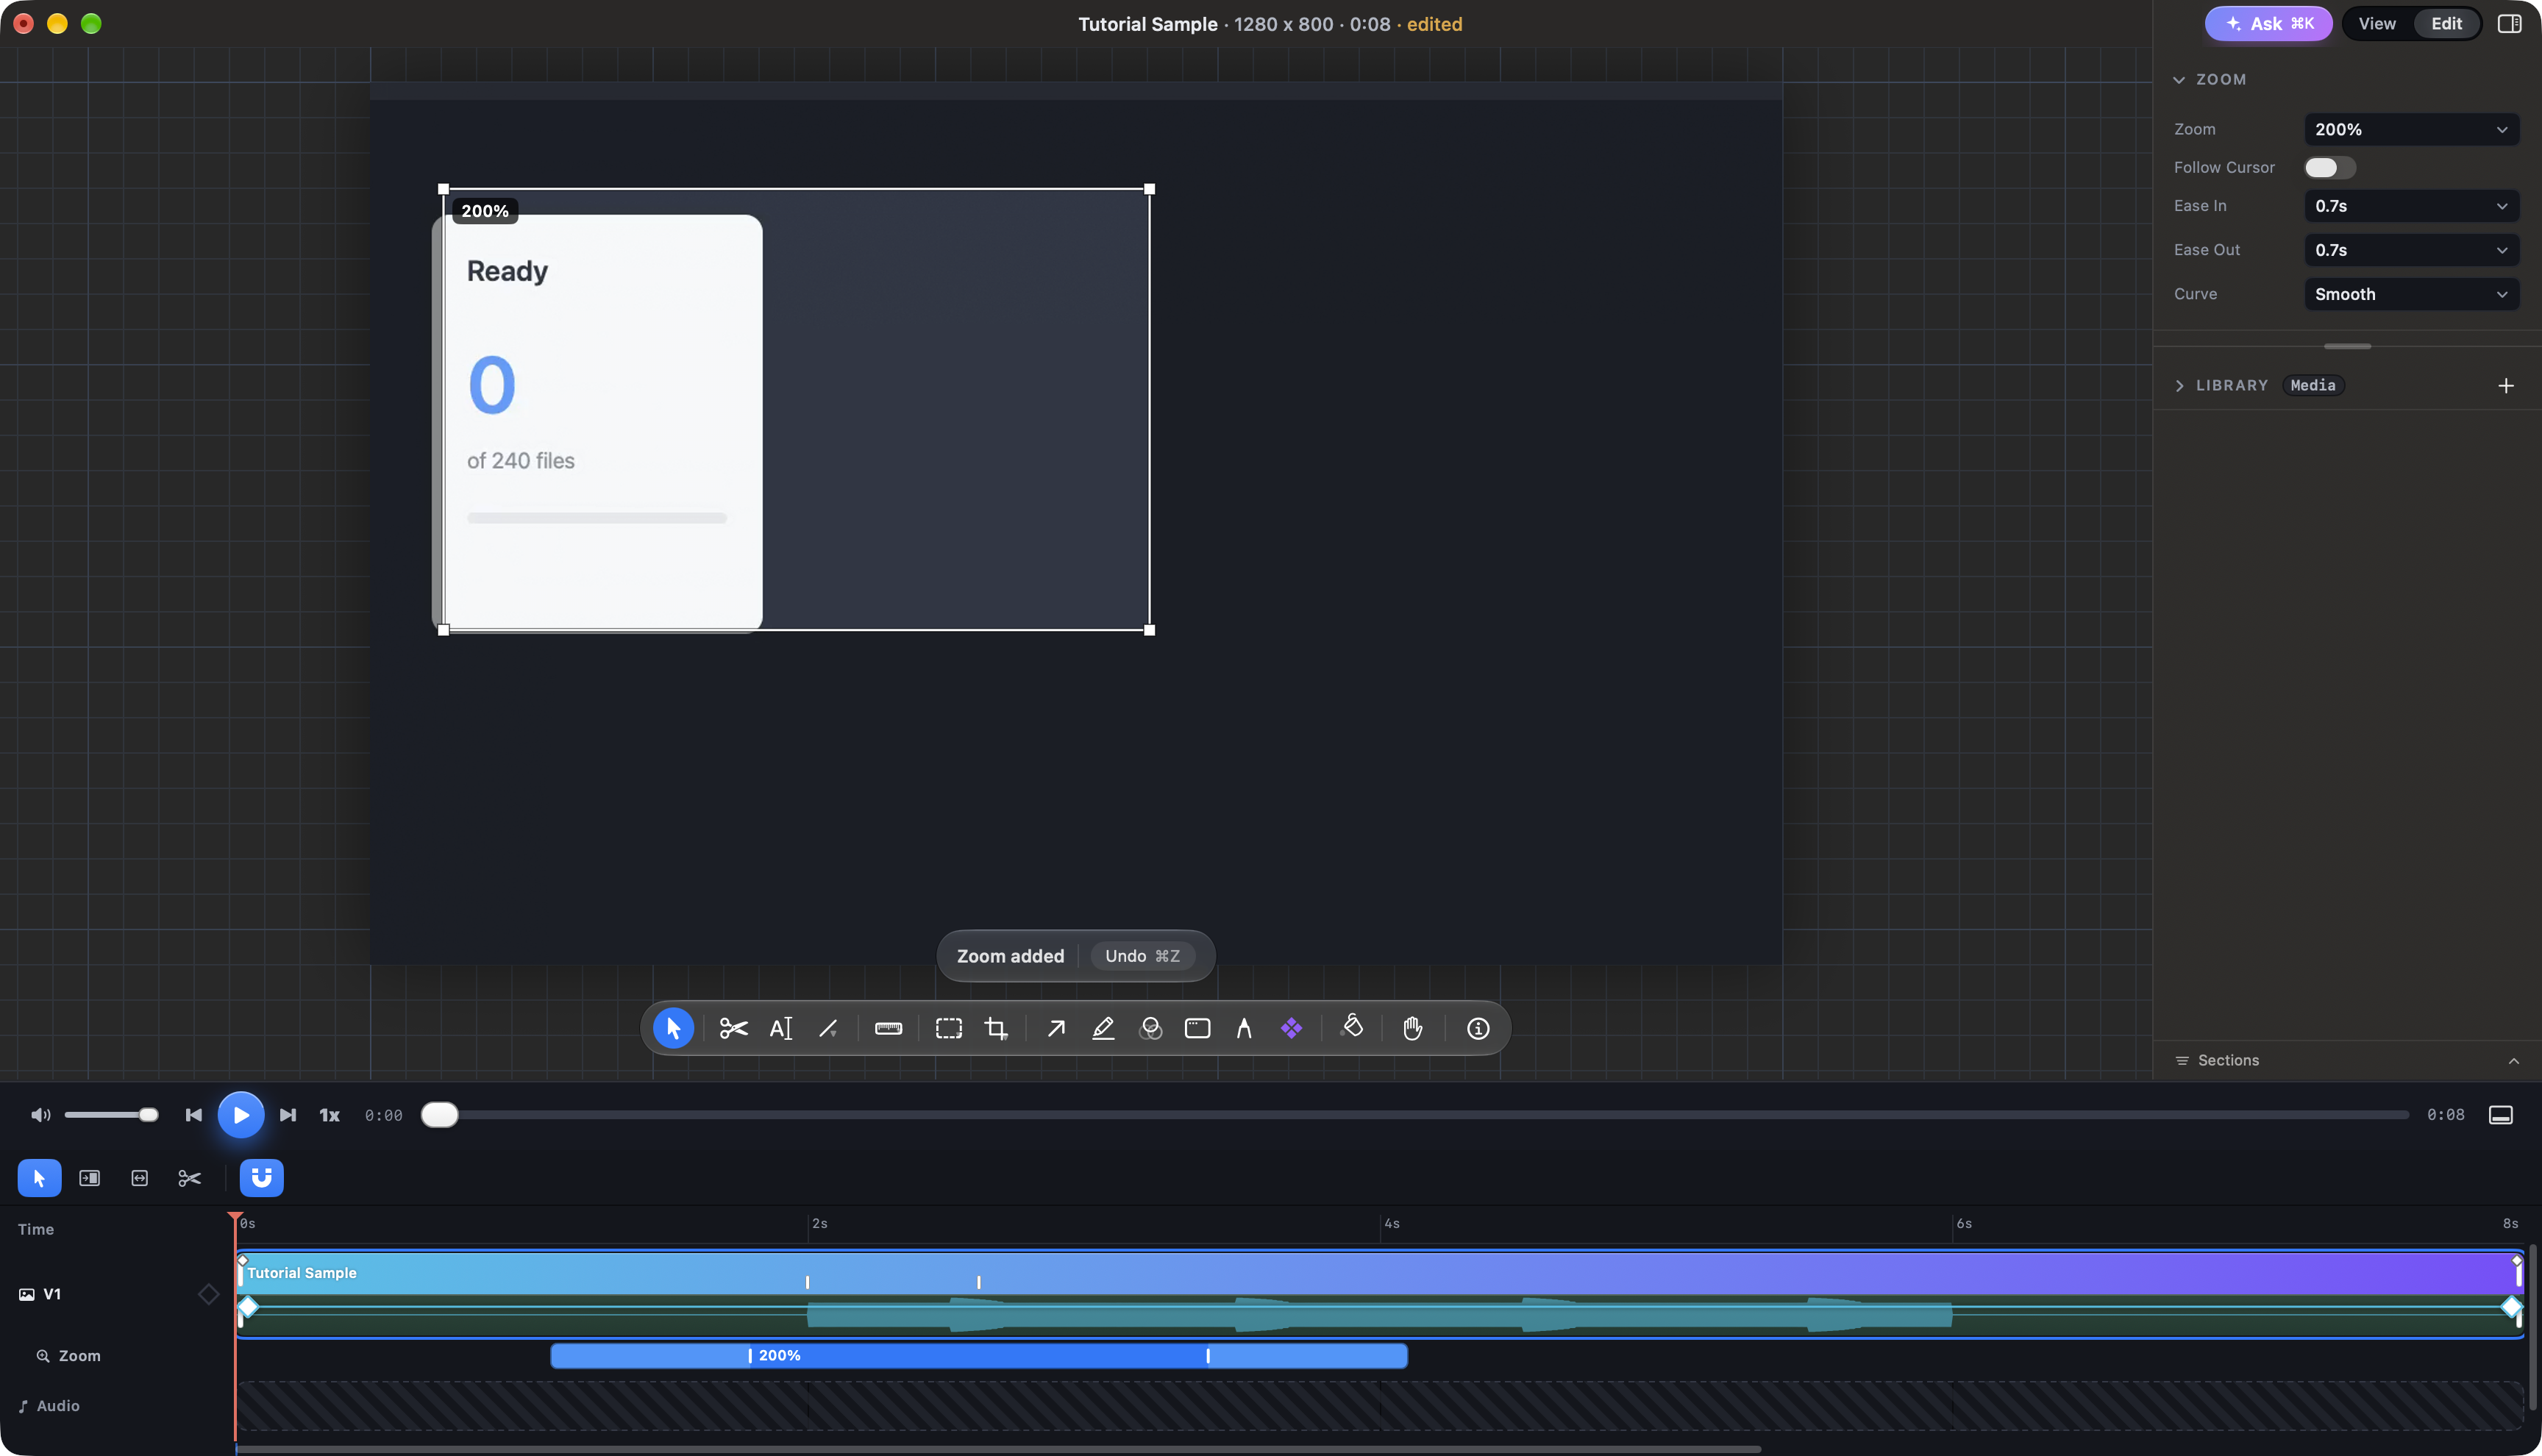 Tutorial Sample · 1280 x 800 · 0:08 · edited
Ask ⌘K
View
Edit
ZOOM
Zoom
200%
Follow Cursor
Ease In
0.7s
Ease Out
0.7s
Curve
Smooth
LIBRARY
Media
200%
Ready
0
of 240 files
Zoom added
Undo ⌘Z
Sections
1x
0:00
0:08
Time
0s
2s
4s
6s
8s
V1
Tutorial Sample
Zoom
200%
Audio